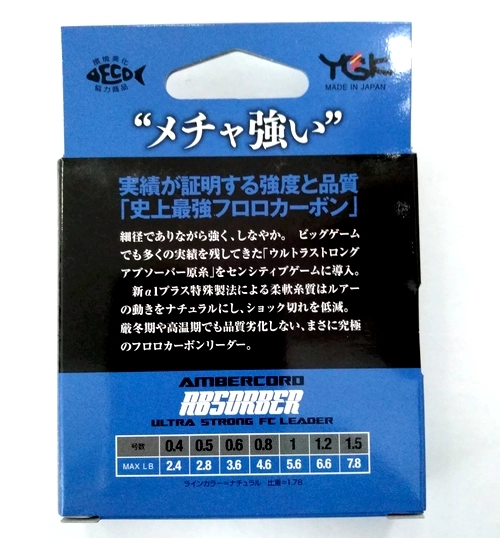 環境美化
ECO
協力商品
YGK
MADE IN JAPAN
“メチャ強い”
実績が証明する強度と品質
「史上最強フロロカーボン」
細径でありながら強く、しなやか。 ビッグゲーム
でも多くの実績を残してきた「ウルトラストロング
アブソーバー原糸」をセンシティブゲームに導入。
新α1プラス特殊製法による柔軟糸質はルアー
の動きをナチュラルにし、ショック切れを低減。
厳冬期や高温期でも品質劣化しない、まさに究極
のフロロカーボンリーダー。
AMBERCORD
ABSORBER
ULTRA STRONG FC LEADER
号数 0.4 0.5 0.6 0.8 1 1.2 1.5
MAX LB 2.4 2.8 3.6 4.6 5.6 6.6 7.8
ラインカラー=ナチュラル 比重=1.78